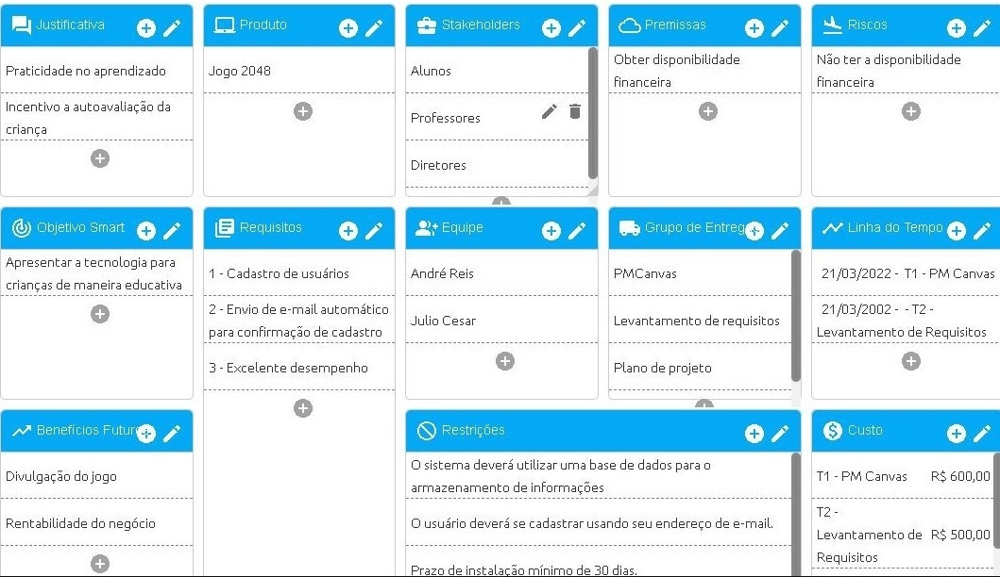 Justificativa
Praticidade no aprendizado
Incentivo a autoavaliação da
criança
Produto
Jogo 2048
Stakeholders
Alunos
Professores
Diretores
Premissas
Obter disponibilidade
financeira
Riscos
Não ter a disponibilidade
financeira
Objetivo Smart
Apresentar a tecnologia para
crianças de maneira educativa
Requisitos
1 - Cadastro de usuários
2 - Envio de e-mail automático
para confirmação de cadastro
3 - Excelente desempenho
Equipe
André Reis
Julio Cesar
Grupo de Entreg
PMCanvas
Levantamento de requisitos
Plano de projeto
Linha do Tempo
21/03/2022 - T1 - PM Canvas
21/03/2002 - - T2 -
Levantamento de Requisitos
Benefícios Futur
Divulgação do jogo
Rentabilidade do negócio
Restrições
O sistema deverá utilizar uma base de dados para o
armazenamento de informações
O usuário deverá se cadastrar usando seu endereço de e-mail.
Prazo de instalação mínimo de 30 dias.
Custo
T1 - PM Canvas R$ 600,00
T2 -
Levantamento de R$ 500,00
Requisitos